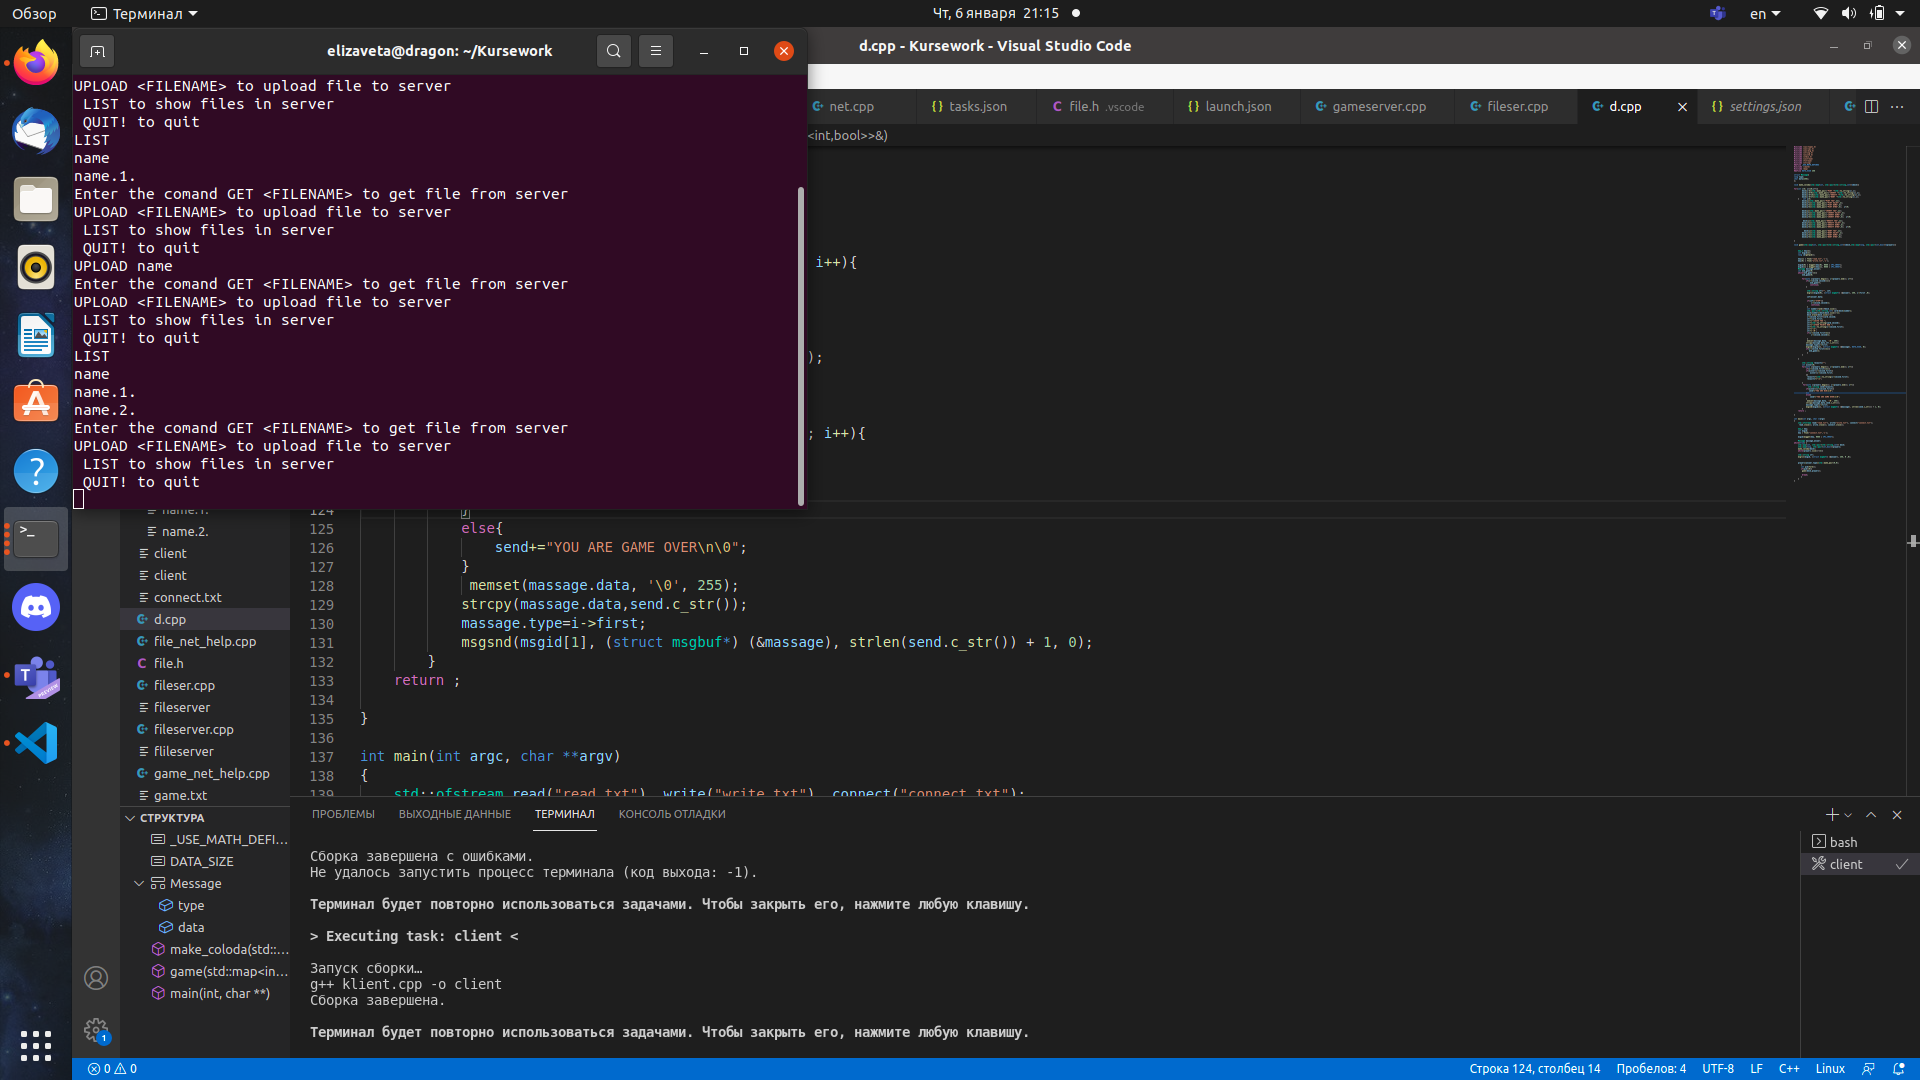 Обзор
Терминал
Чт, 6 января 21:15
en
elizaveta@dragon: ~/Kursework
d.cpp - Kursework - Visual Studio Code
UPLOAD <FILENAME> to upload file to server
LIST to show files in server
QUIT! to quit
LIST
name
name.1.
Enter the comand GET <FILENAME> to get file from server
UPLOAD <FILENAME> to upload file to server
LIST to show files in server
QUIT! to quit
UPLOAD name
Enter the comand GET <FILENAME> to get file from server
UPLOAD <FILENAME> to upload file to server
LIST to show files in server
QUIT! to quit
LIST
name
name.1.
name.2.
Enter the comand GET <FILENAME> to get file from server
UPLOAD <FILENAME> to upload file to server
LIST to show files in server
QUIT! to quit
net.cpp
tasks.json
file.h .vscode
launch.json
gameserver.cpp
fileser.cpp
d.cpp
settings.json
<int,bool>>&)
i++){
);
; i++){
name.1.
name.2.
client
client
connect.txt
d.cpp
file_net_help.cpp
file.h
fileser.cpp
fileserver
fileserver.cpp
flileserver
game_net_help.cpp
game.txt
СТРУКТУРА
_USE_MATH_DEFI...
DATA_SIZE
Message
type
data
make_coloda(std::...
game(std::map<in...
main(int, char **)
124 }
125 else{
126 send+="YOU ARE GAME OVER\n\0";
127 }
128 memset(massage.data, '\0', 255);
129 strcpy(massage.data,send.c_str());
130 massage.type=i->first;
131 msgsnd(msgid[1], (struct msgbuf*) (&massage), strlen(send.c_str()) + 1, 0);
132 }
133 return ;
134
135 }
136
137 int main(int argc, char **argv)
138 {
139 std::ofstream read("read.txt"), write("write.txt"), connect("connect.txt");
ПРОБЛЕМЫ
ВЫХОДНЫЕ ДАННЫЕ
ТЕРМИНАЛ
КОНСОЛЬ ОТЛАДКИ
Сборка завершена с ошибками.
Не удалось запустить процесс терминала (код выхода: -1).
Терминал будет повторно использоваться задачами. Чтобы закрыть его, нажмите любую клавишу.
> Executing task: client <
Запуск сборки…
g++ klient.cpp -o client
Сборка завершена.
Терминал будет повторно использоваться задачами. Чтобы закрыть его, нажмите любую клавишу.
bash
client
1
0 0
Строка 124, столбец 14
Пробелов: 4
UTF-8
LF
C++
Linux